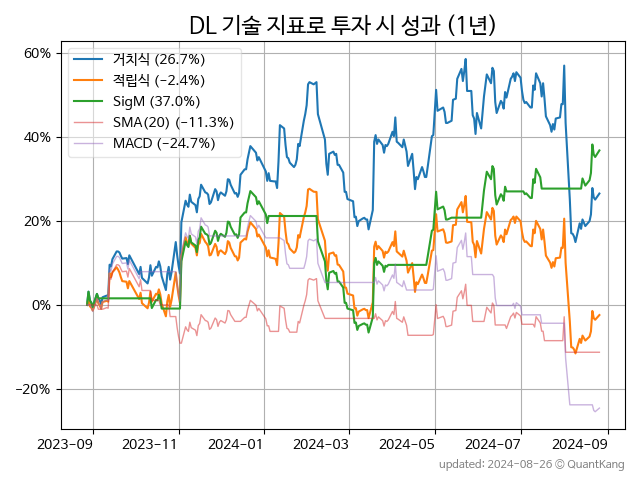 DL 기술 지표로 투자 시 성과 (1년)
거치식 (26.7%)
적립식 (−2.4%)
SigM (37.0%)
SMA(20) (−11.3%)
MACD (−24.7%)
60%
40%
20%
0%
−20%
2023-09 2023-11 2024-01 2024-03 2024-05 2024-07 2024-09
updated: 2024-08-26 © QuantKang